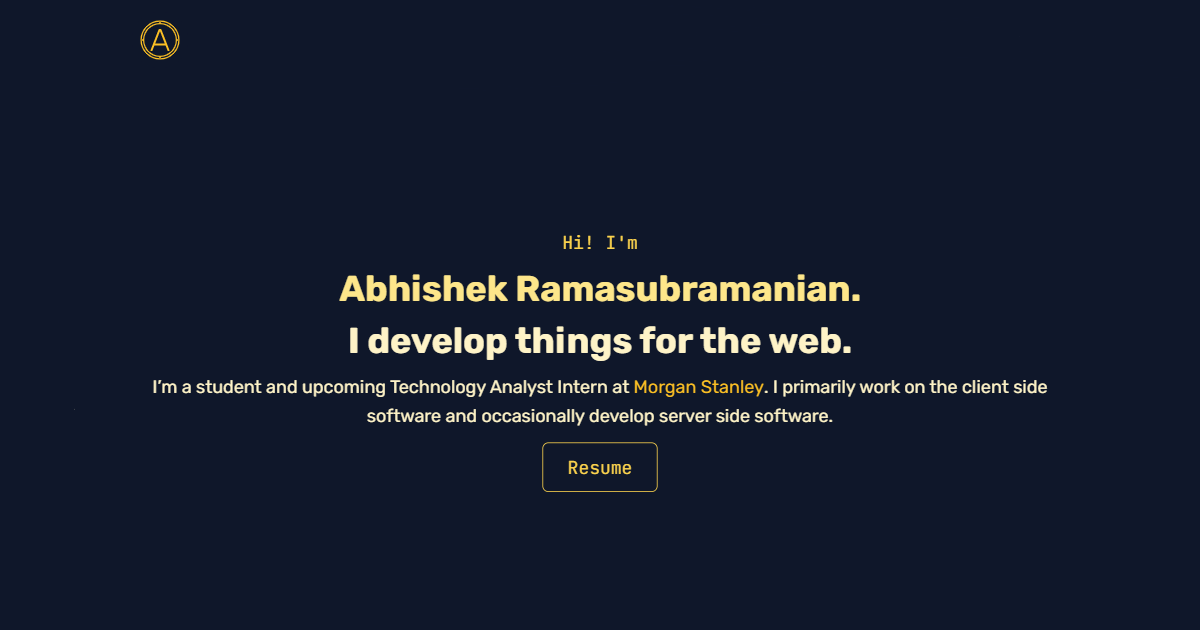 A
Hi! I'm
Abhishek Ramasubramanian.
I develop things for the web.
I’m a student and upcoming Technology Analyst Intern at Morgan Stanley. I primarily work on the client side
software and occasionally develop server side software.
Resume